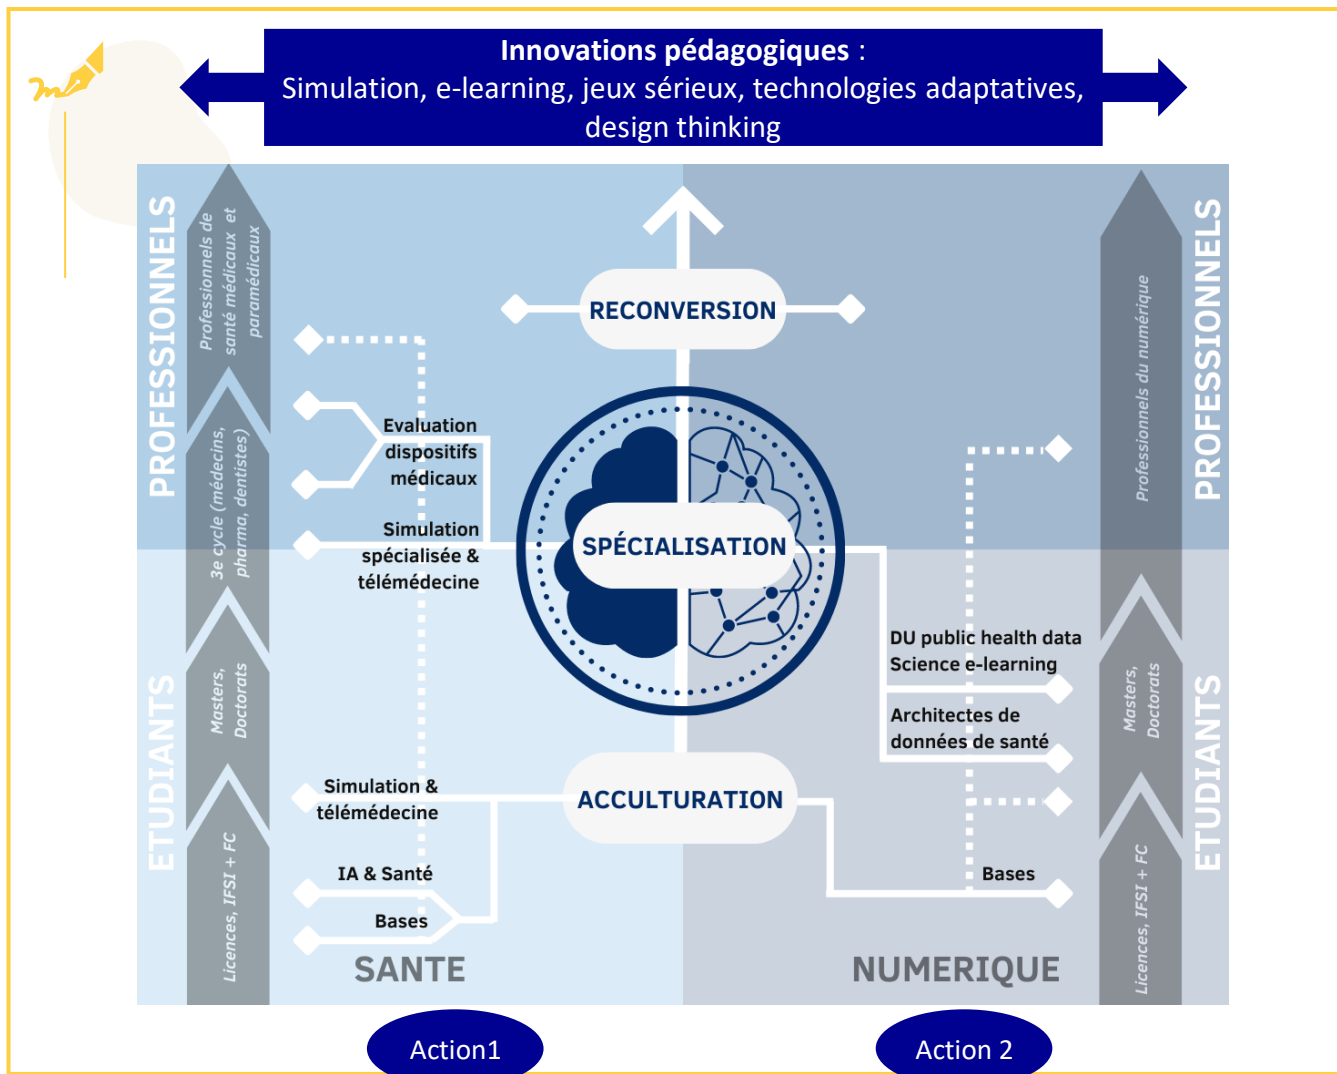 Innovations pédagogiques :
Simulation, e-learning, jeux sérieux, technologies adaptatives,
design thinking
PROFESSIONNELS
ETUDIANTS
Professionnels de
santé médicaux et
paramédicaux
3e cycle (médecins,
pharma, dentistes)
Masters,
Doctorats
Licences, IFSI + FC
RECONVERSION
Evaluation
dispositifs
médicaux
Simulation
spécialisée &
télémédecine
SPÉCIALISATION
DU public health data
Science e-learning
Architectes de
données de santé
Simulation &
télémédecine
ACCULTURATION
IA & Santé
Bases
Bases
SANTE
NUMERIQUE
Professionnels du numérique
Masters,
Doctorats
Licences, IFSI + FC
PROFESSIONNELS
ETUDIANTS
Action1
Action 2